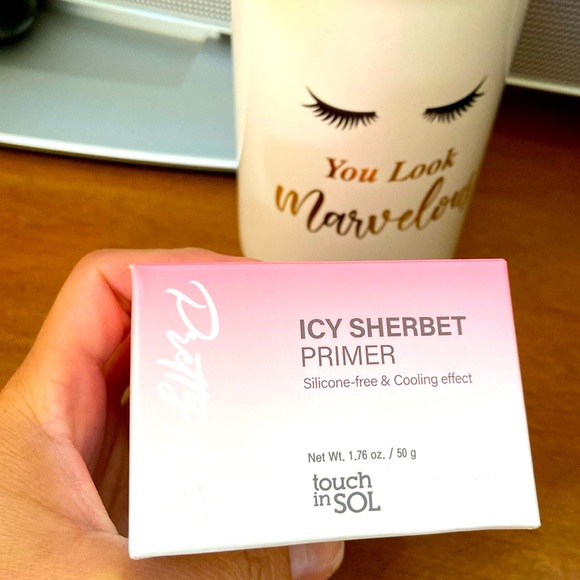 You Look
Marvelous
Pretty
ICY SHERBET
PRIMER
Silicone-free & Cooling effect
Net Wt. 1.76 oz. / 50 g
touch
in SOL